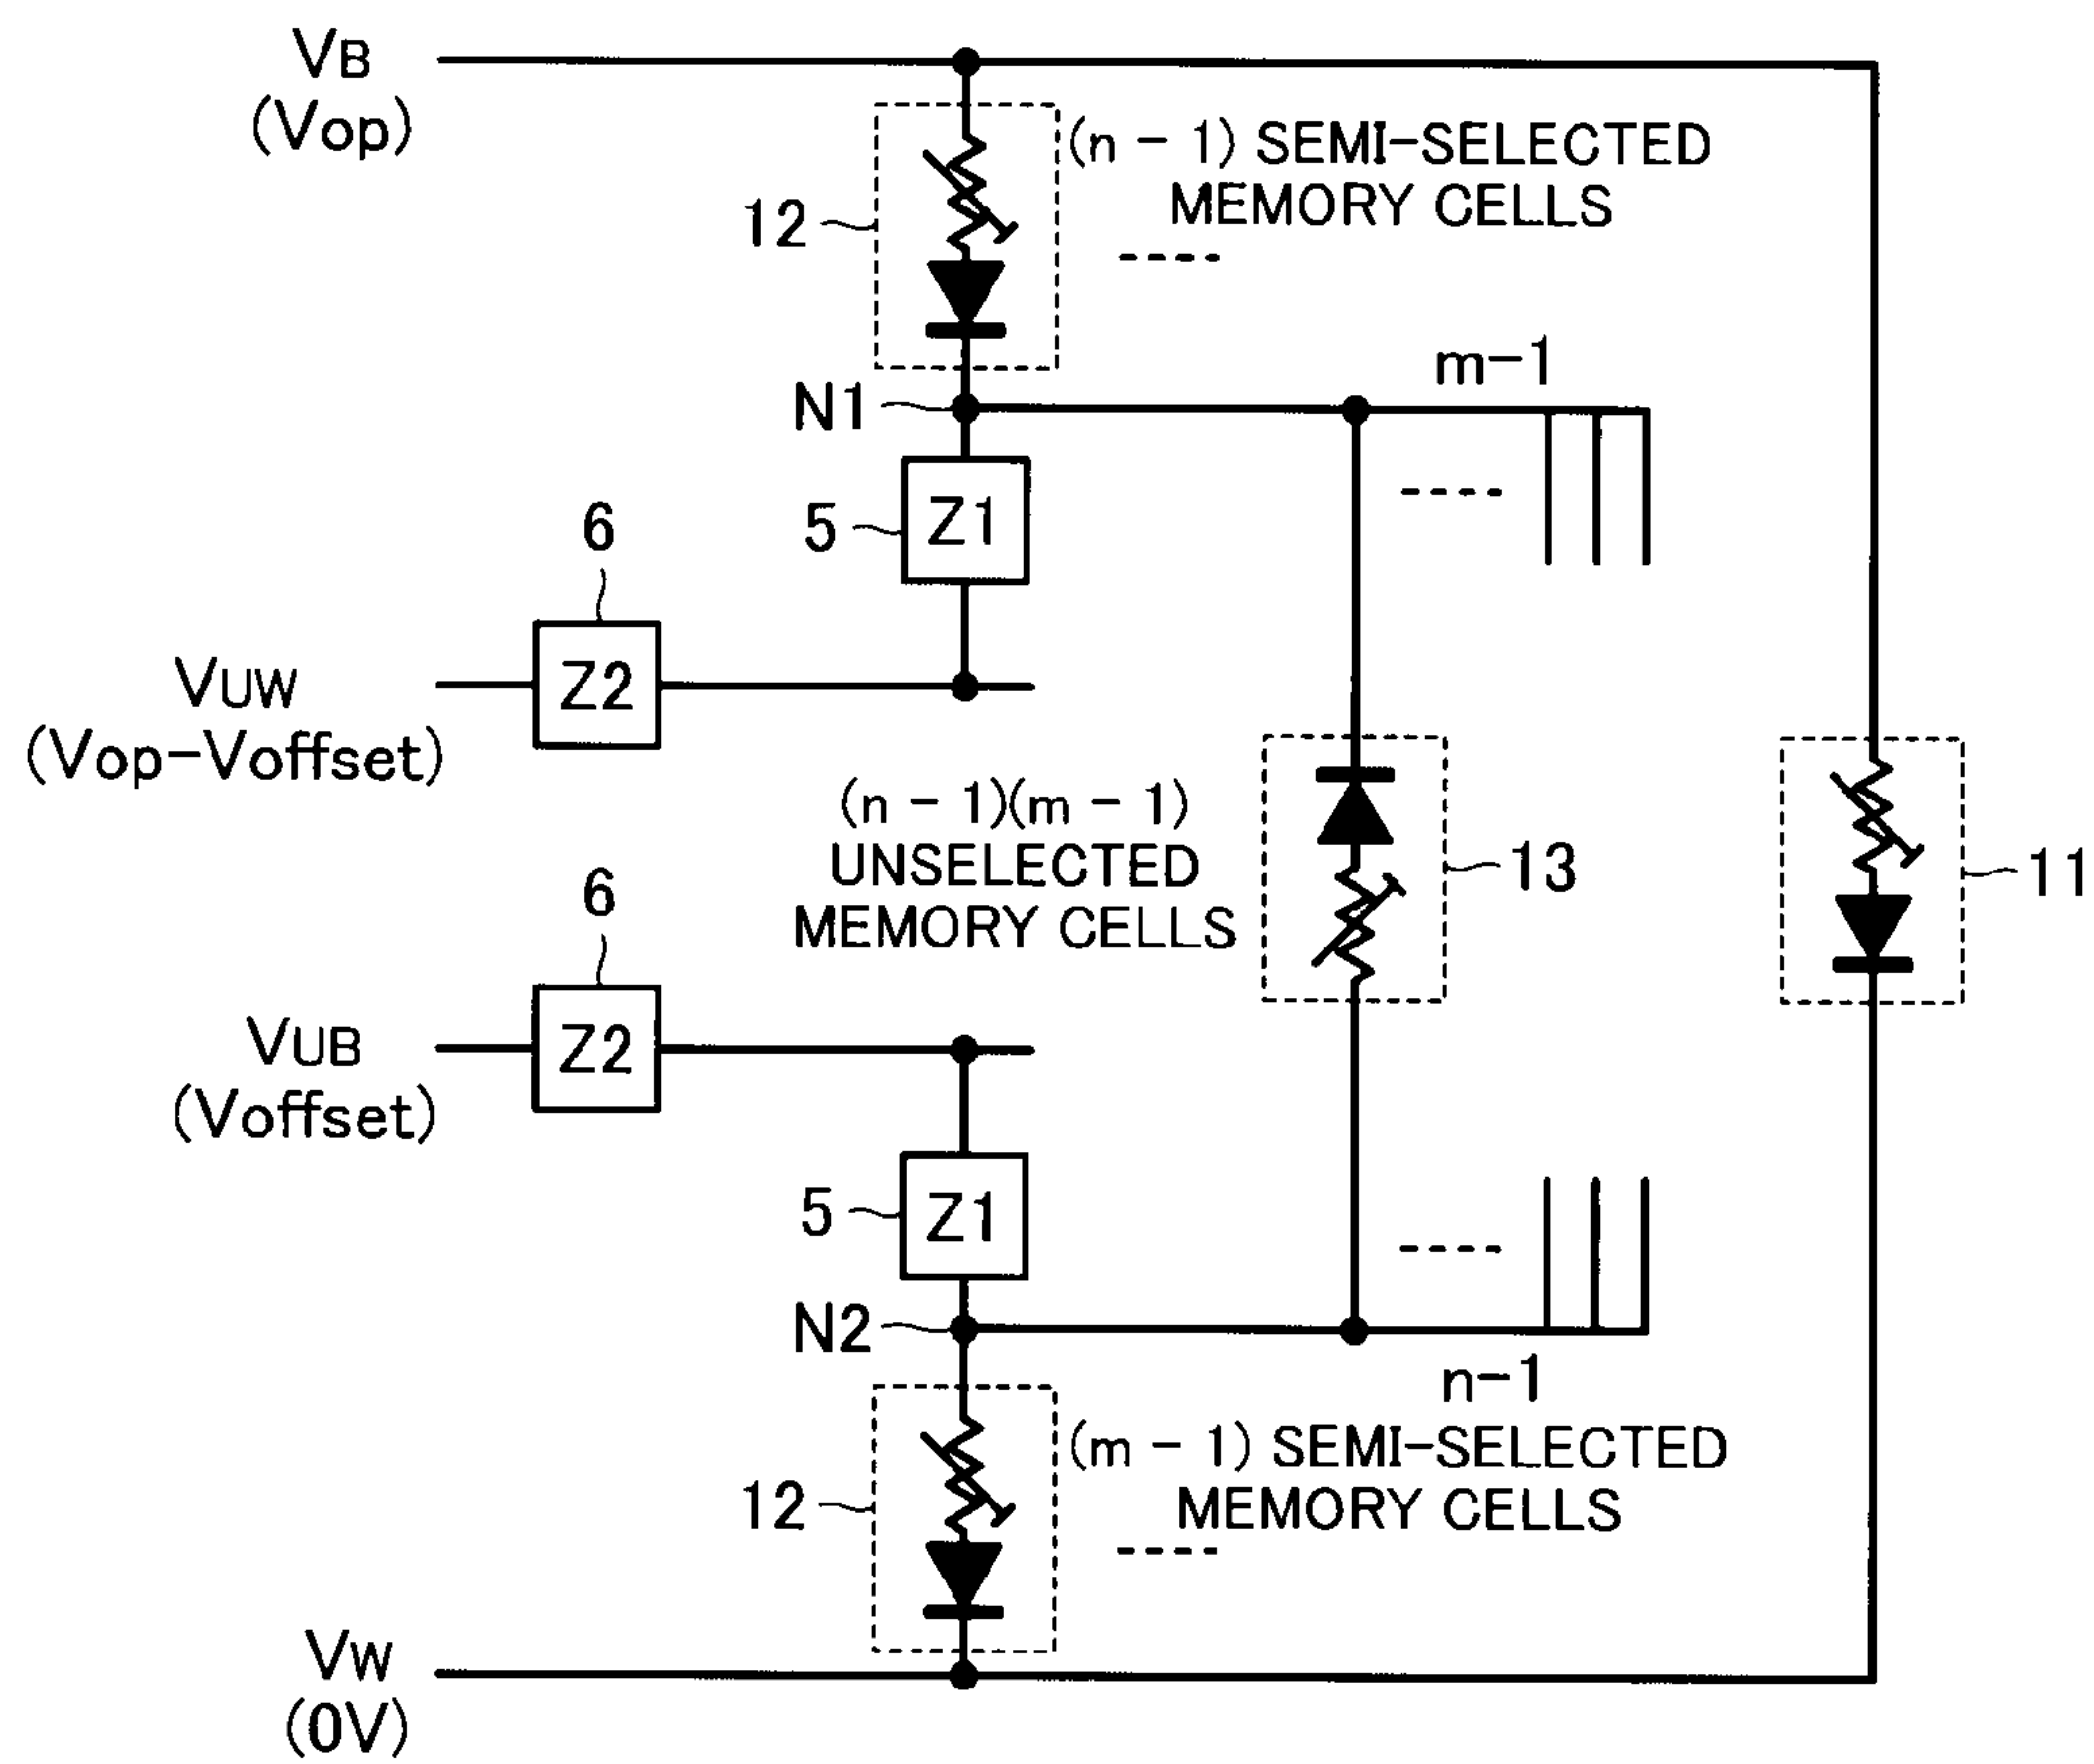 VB
(Vop)
(n - 1) SEMI-SELECTED
MEMORY CELLS
12
m-1
N1
Z1
5
6
VUW
(Vop-Voffset)
Z2
(n - 1)(m - 1)
UNSELECTED
MEMORY CELLS
13
11
6
VUB
(Voffset)
Z2
5
Z1
N2
n-1
(m - 1) SEMI-SELECTED
MEMORY CELLS
12
VW
(0V)